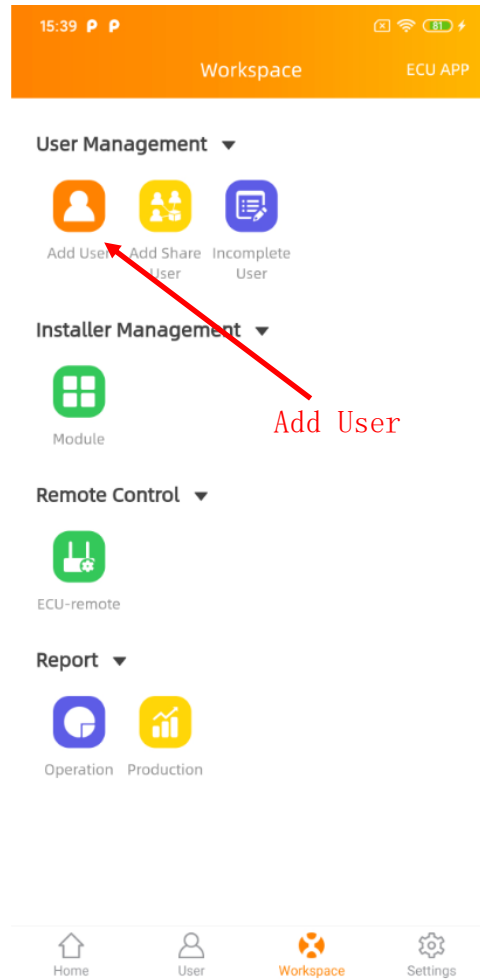 15:39 P P 81
Workspace ECU APP
User Management
Add User Add Share Incomplete
User User
Installer Management
Add User
Module
Remote Control
ECU-remote
Report
Operation Production
Home User Workspace Settings